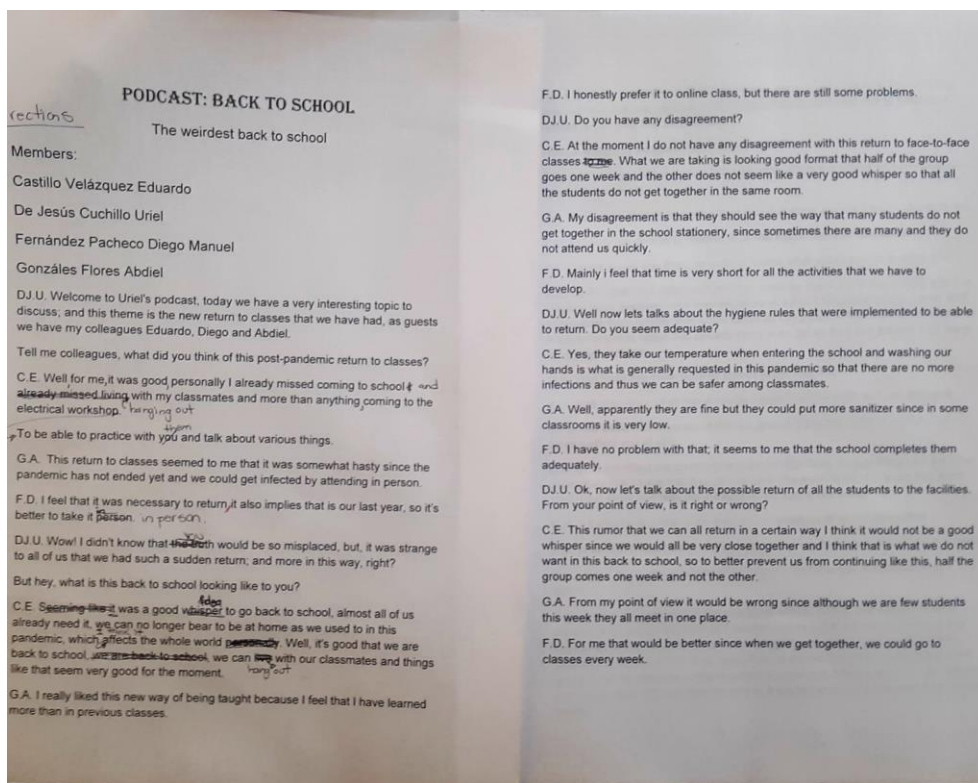 PODCAST: BACK TO SCHOOL
rections
The weirdest back to school
Members:
Castillo Velázquez Eduardo
De Jesús Cuchillo Uriel
Fernández Pacheco Diego Manuel
Gonzáles Flores Abdiel
DJ.U. Welcome to Uriel's podcast, today we have a very interesting topic to
discuss; and this theme is the new return to classes that we have had, as guests
we have my colleagues Eduardo, Diego and Abdiel.
Tell me colleagues, what did you think of this post-pandemic return to classes?
C.E. Well, for me, it was good, personally I already missed coming to school and
already missed living with my classmates and more than anything, coming to the
electrical workshop. hanging out
them
To be able to practice with you and talk about various things.
G.A. This return to classes seemed to me that it was somewhat hasty since the
pandemic has not ended yet and we could get infected by attending in person.
F.D. I feel that it was necessary to return, it also implies that is our last year, so it's
better to take it person. in person.
you
DJ.U. Wow! I didn't know that the truth would be so misplaced, but, it was strange
to all of us that we had such a sudden return; and more in this way, right?
But hey, what is this back to school looking like to you?
idea
C.E. Seeming like it was a good whisper to go back to school, almost all of us
already need it, we can no longer bear to be at home as we used to in this
pandemic, which affects the whole world personally. Well, it's good that we are
back to school, we are back to school, we can live with our classmates and things
hang out
like that seem very good for the moment.
G.A. I really liked this new way of being taught because I feel that I have learned
more than in previous classes.
F.D. I honestly prefer it to online class, but there are still some problems.
DJ.U. Do you have any disagreement?
C.E. At the moment I do not have any disagreement with this return to face-to-face
classes to me. What we are taking is looking good format that half of the group
goes one week and the other does not seem like a very good whisper so that all
the students do not get together in the same room.
G.A. My disagreement is that they should see the way that many students do not
get together in the school stationery, since sometimes there are many and they do
not attend us quickly.
F.D. Mainly i feel that time is very short for all the activities that we have to
develop.
DJ.U. Well now lets talks about the hygiene rules that were implemented to be able
to return. Do you seem adequate?
C.E. Yes, they take our temperature when entering the school and washing our
hands is what is generally requested in this pandemic so that there are no more
infections and thus we can be safer among classmates.
G.A. Well, apparently they are fine but they could put more sanitizer since in some
classrooms it is very low.
F.D. I have no problem with that; it seems to me that the school completes them
adequately.
DJ.U. Ok, now let's talk about the possible return of all the students to the facilities.
From your point of view, is it right or wrong?
C.E. This rumor that we can all return in a certain way I think it would not be a good
whisper since we would all be very close together and I think that is what we do not
want in this back to school, so to better prevent us from continuing like this, half the
group comes one week and not the other.
G.A. From my point of view it would be wrong since although we are few students
this week they all meet in one place.
F.D. For me that would be better since when we get together, we could go to
classes every week.